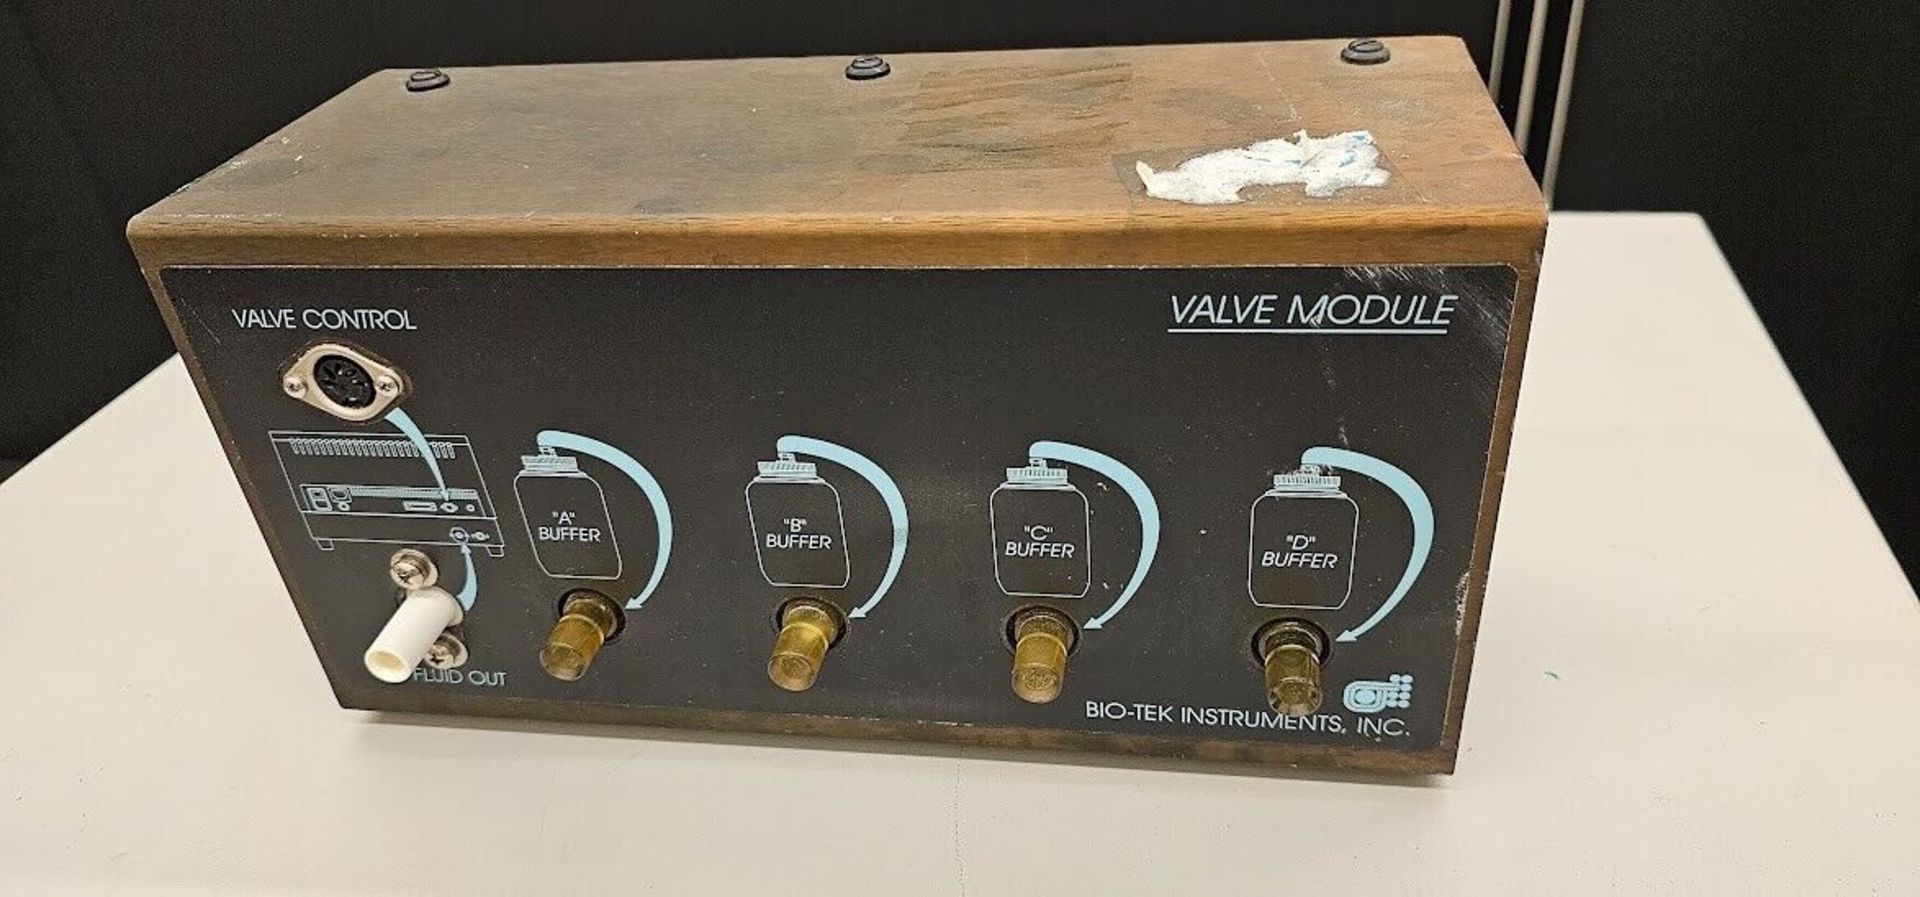 VALVE CONTROL
VALVE MODULE
"A"
BUFFER
"B"
BUFFER
"C"
BUFFER
"D"
BUFFER
FLUID OUT
BIO-TEK INSTRUMENTS, INC.